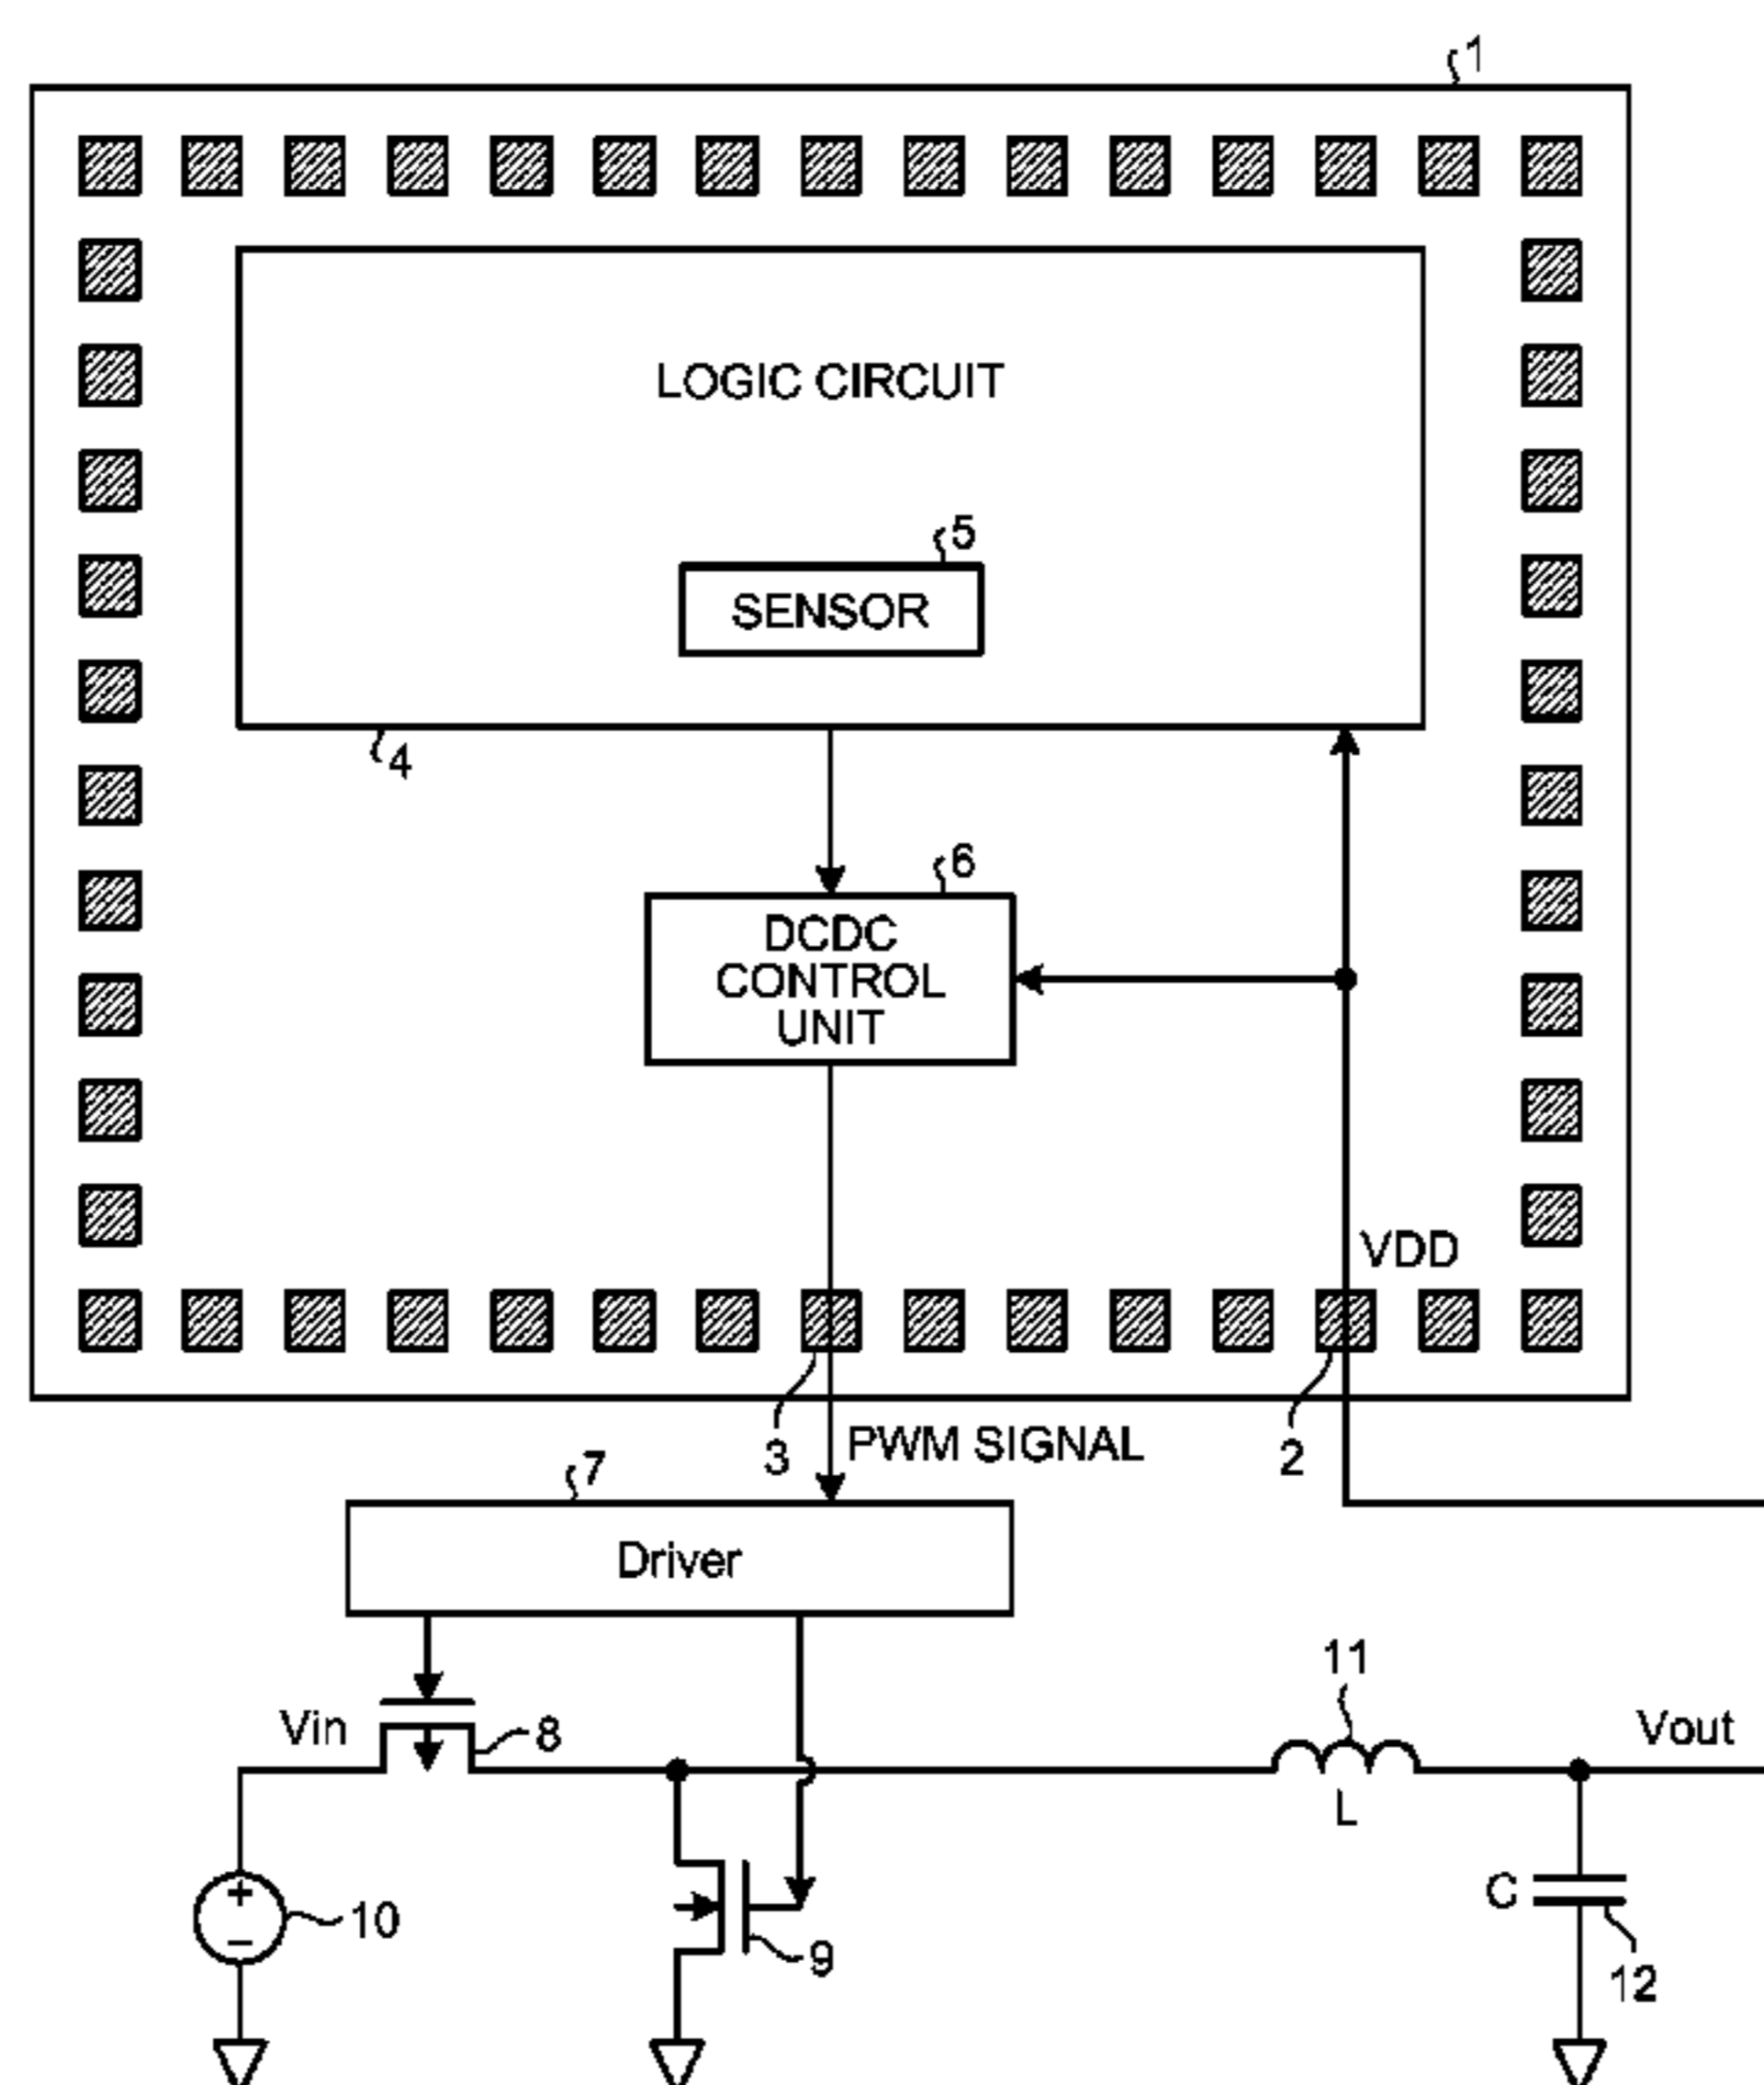 1
LOGIC CIRCUIT
5
SENSOR
4
6
DCDC
CONTROL
UNIT
VDD
3
PWM SIGNAL
2
7
Driver
11
Vin
8
Vout
L
+
−
10
9
C
12